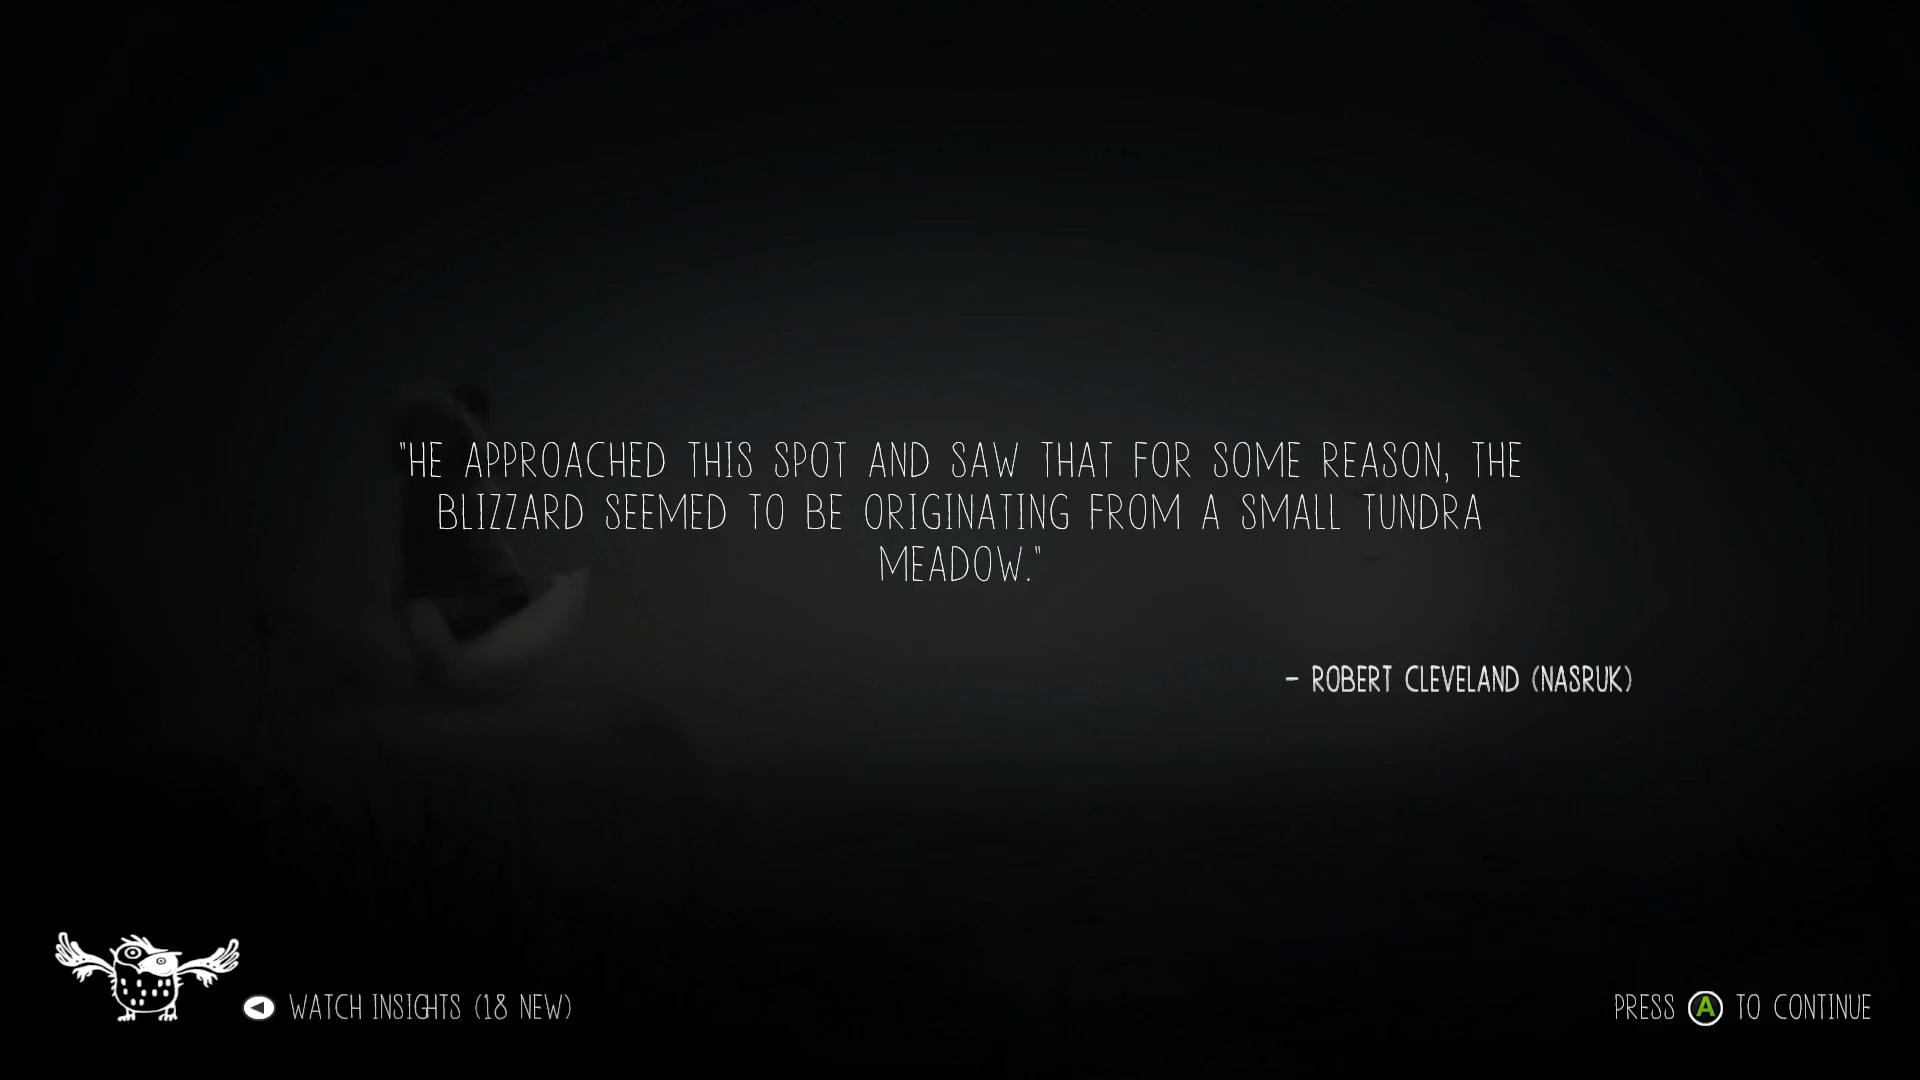 "HE APPROACHED THIS SPOT AND SAW THAT FOR SOME REASON, THE
BLIZZARD SEEMED TO BE ORIGINATING FROM A SMALL TUNDRA
MEADOW."
- ROBERT CLEVELAND (NASRUK)
WATCH INSIGHTS (18 NEW)
PRESS A TO CONTINUE